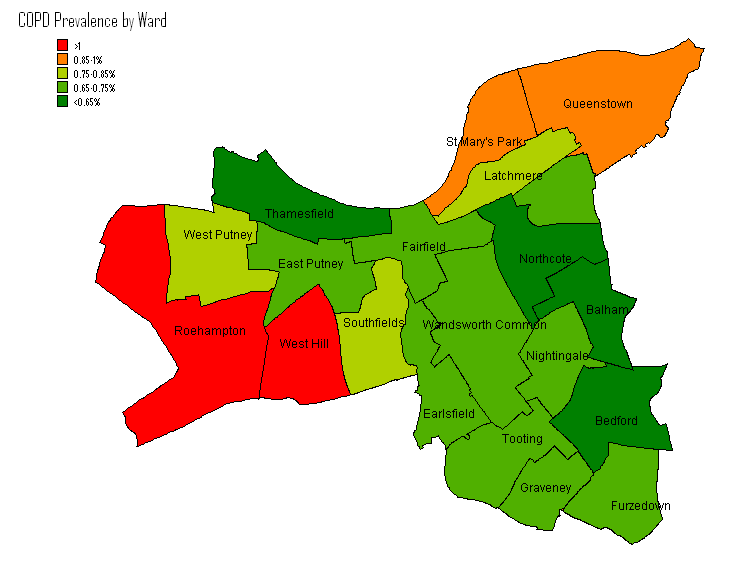 COPD Prevalence by Ward
>1
0.85-1%
0.75-0.85%
0.65-0.75%
<0.65%
Queenstown
St Mary's Park
Latchmere
Thamesfield
West Putney
Fairfield
East Putney
Northcote
Balham
Roehampton
West Hill
Southfields
Wandsworth Common
Nightingale
Earlsfield
Bedford
Tooting
Graveney
Furzedown